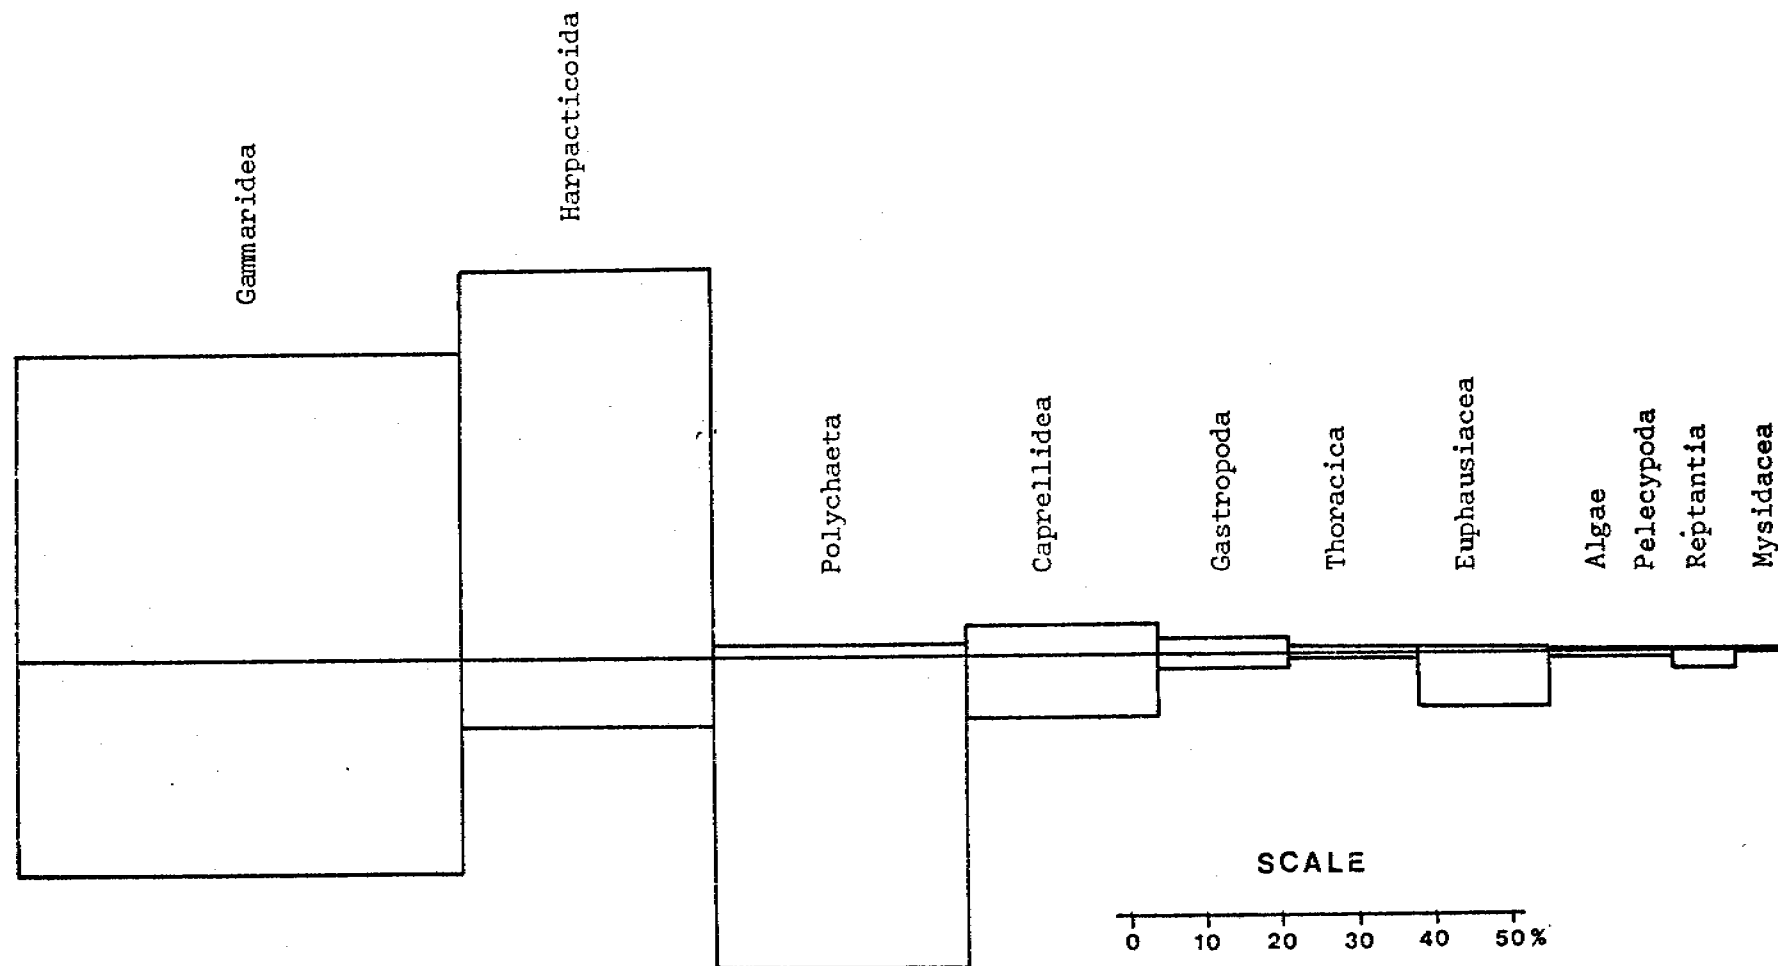 Gammaridea
Harpacticoida
Polychaeta
Caprellidea
Gastropoda
Thoracica
Euphausiacea
Algae
Pelecypoda
Reptantia
Mysidacea
SCALE
0 10 20 30 40 50%